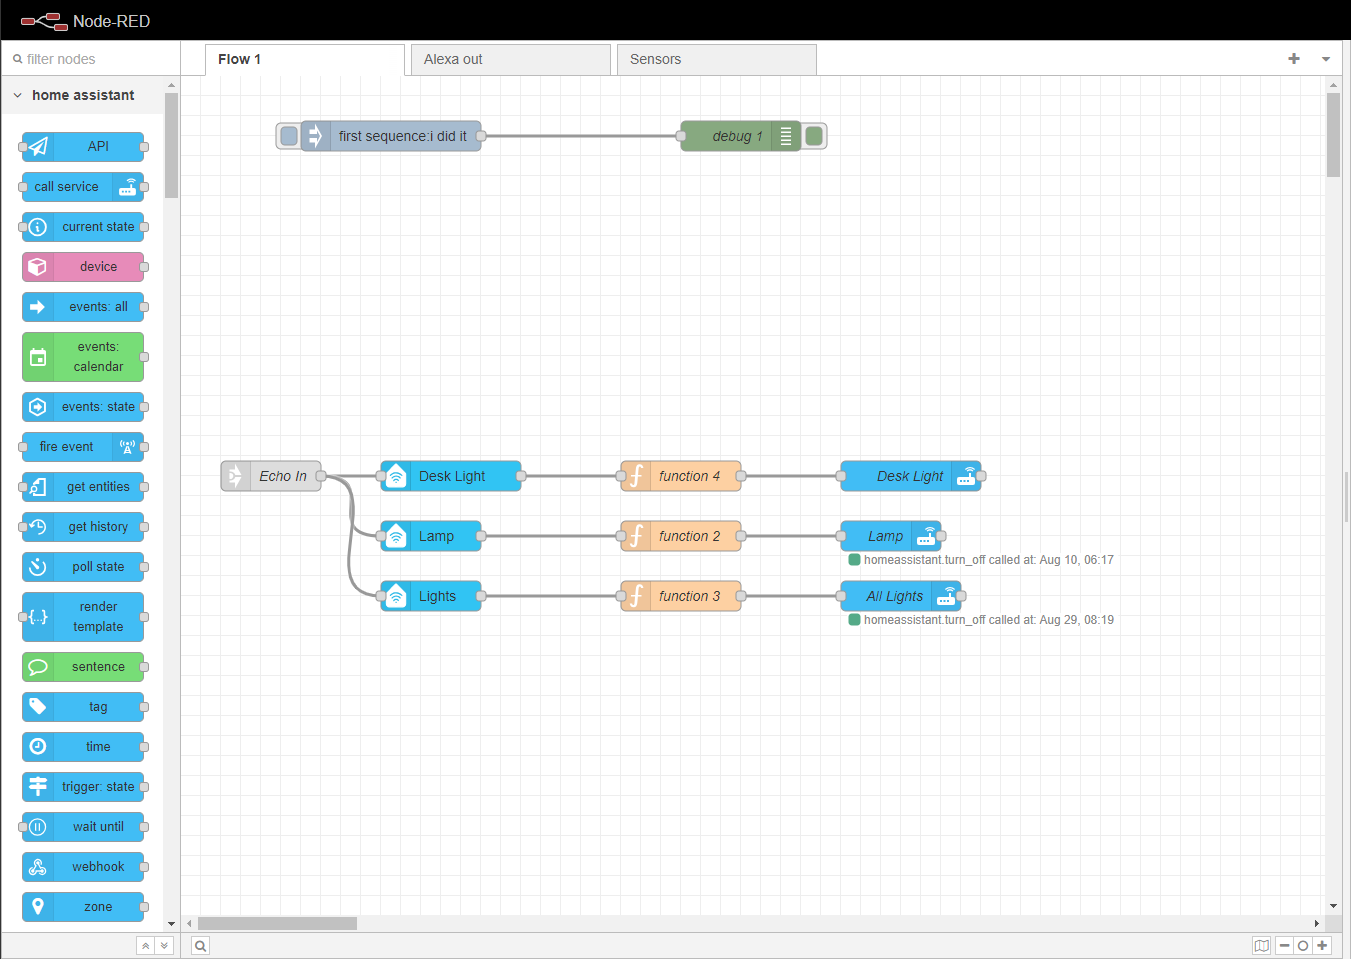 Node-RED
filter nodes
Flow 1
Alexa out
Sensors
home assistant
API
call service
current state
device
events: all
events:
calendar
events: state
fire event
get entities
get history
poll state
render
template
sentence
tag
time
trigger: state
wait until
webhook
zone
first sequence:i did it
debug 1
Echo In
Desk Light
function 4
Desk Light
Lamp
function 2
Lamp
homeassistant.turn_off called at: Aug 10, 06:17
Lights
function 3
All Lights
homeassistant.turn_off called at: Aug 29, 08:19